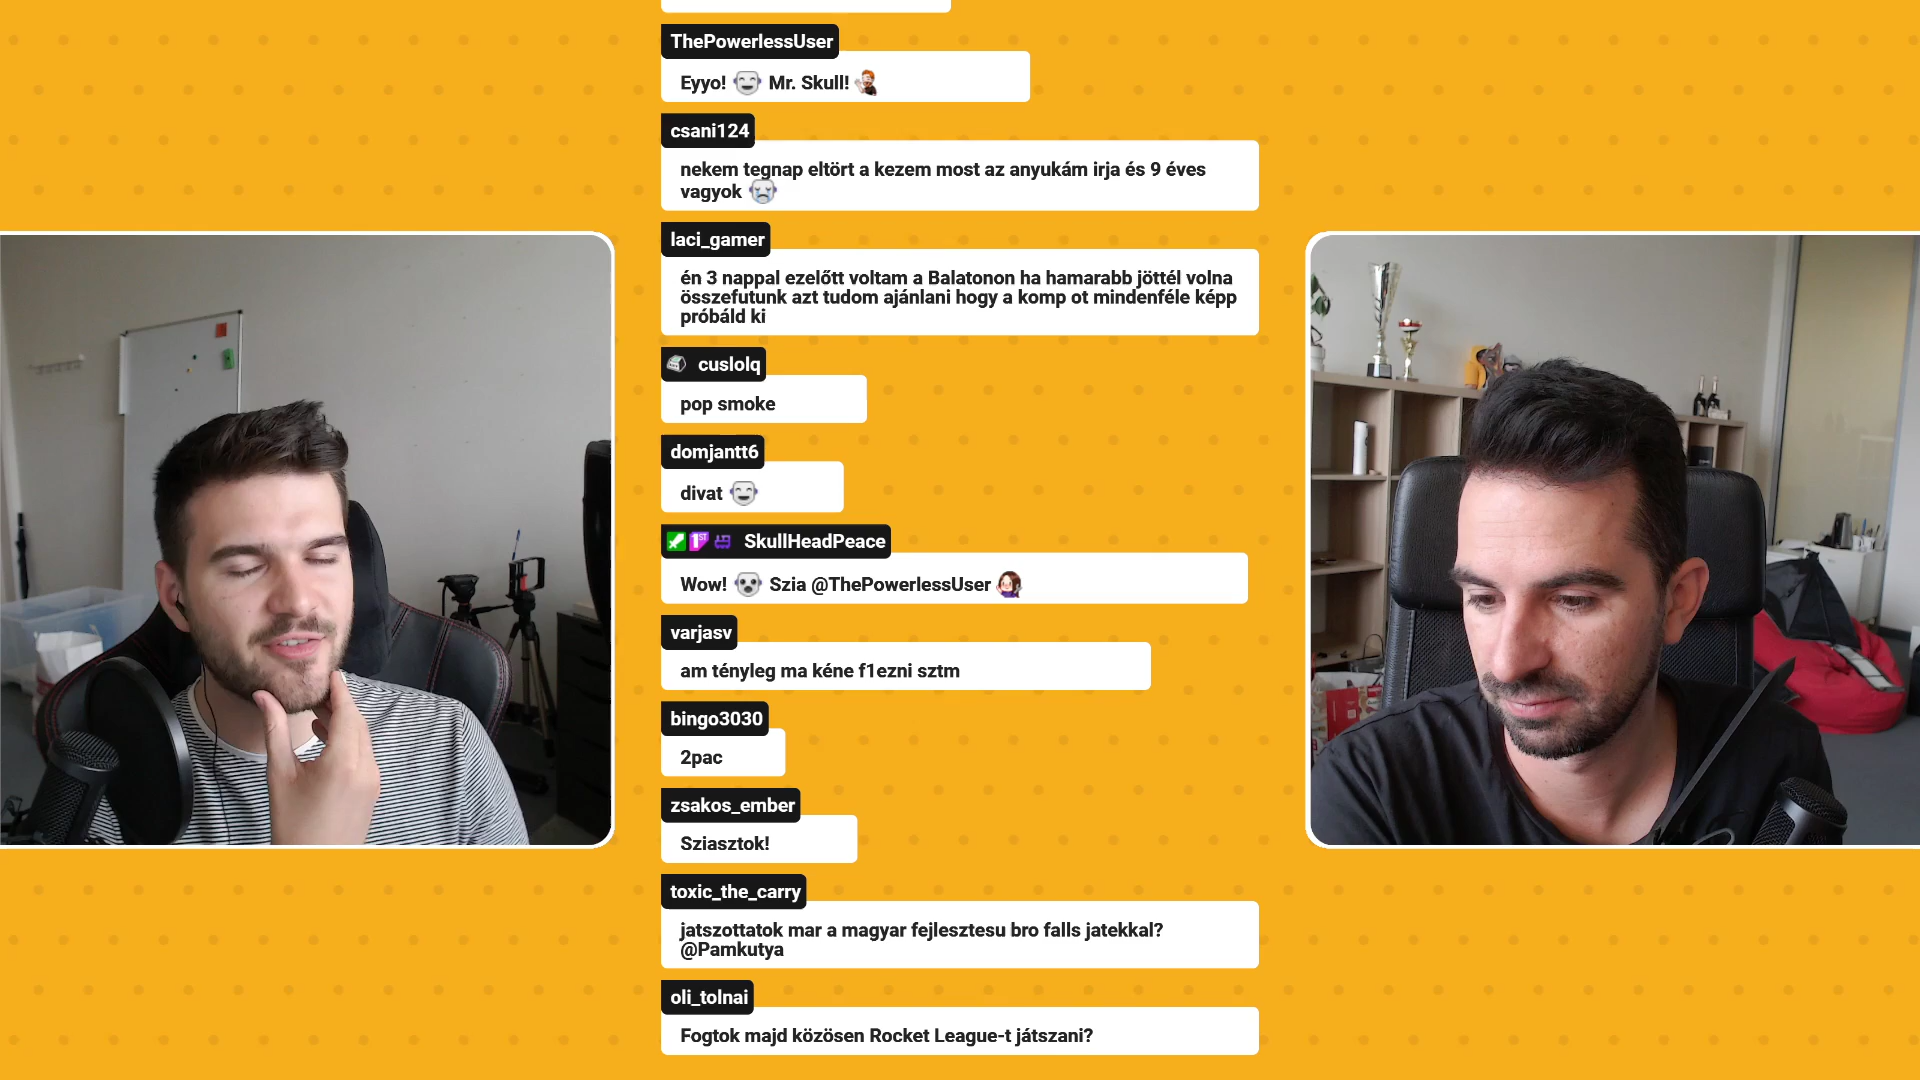 ThePowerlessUser
Eyyo! Mr. Skull!
csani124
nekem tegnap eltört a kezem most az anyukám irja és 9 éves
vagyok
laci_gamer
én 3 nappal ezelőtt voltam a Balatonon ha hamarabb jöttél volna
összefutunk azt tudom ajánlani hogy a komp ot mindenféle képp
próbáld ki
cuslolq
pop smoke
domjantt6
divat
1ST SkullHeadPeace
Wow! Szia @ThePowerlessUser
varjasv
am tényleg ma kéne f1ezni sztm
bingo3030
2pac
zsakos_ember
Sziasztok!
toxic_the_carry
jatszottatok mar a magyar fejlesztesu bro falls jatekkal?
@Pamkutya
oli_tolnai
Fogtok majd közösen Rocket League-t játszani?